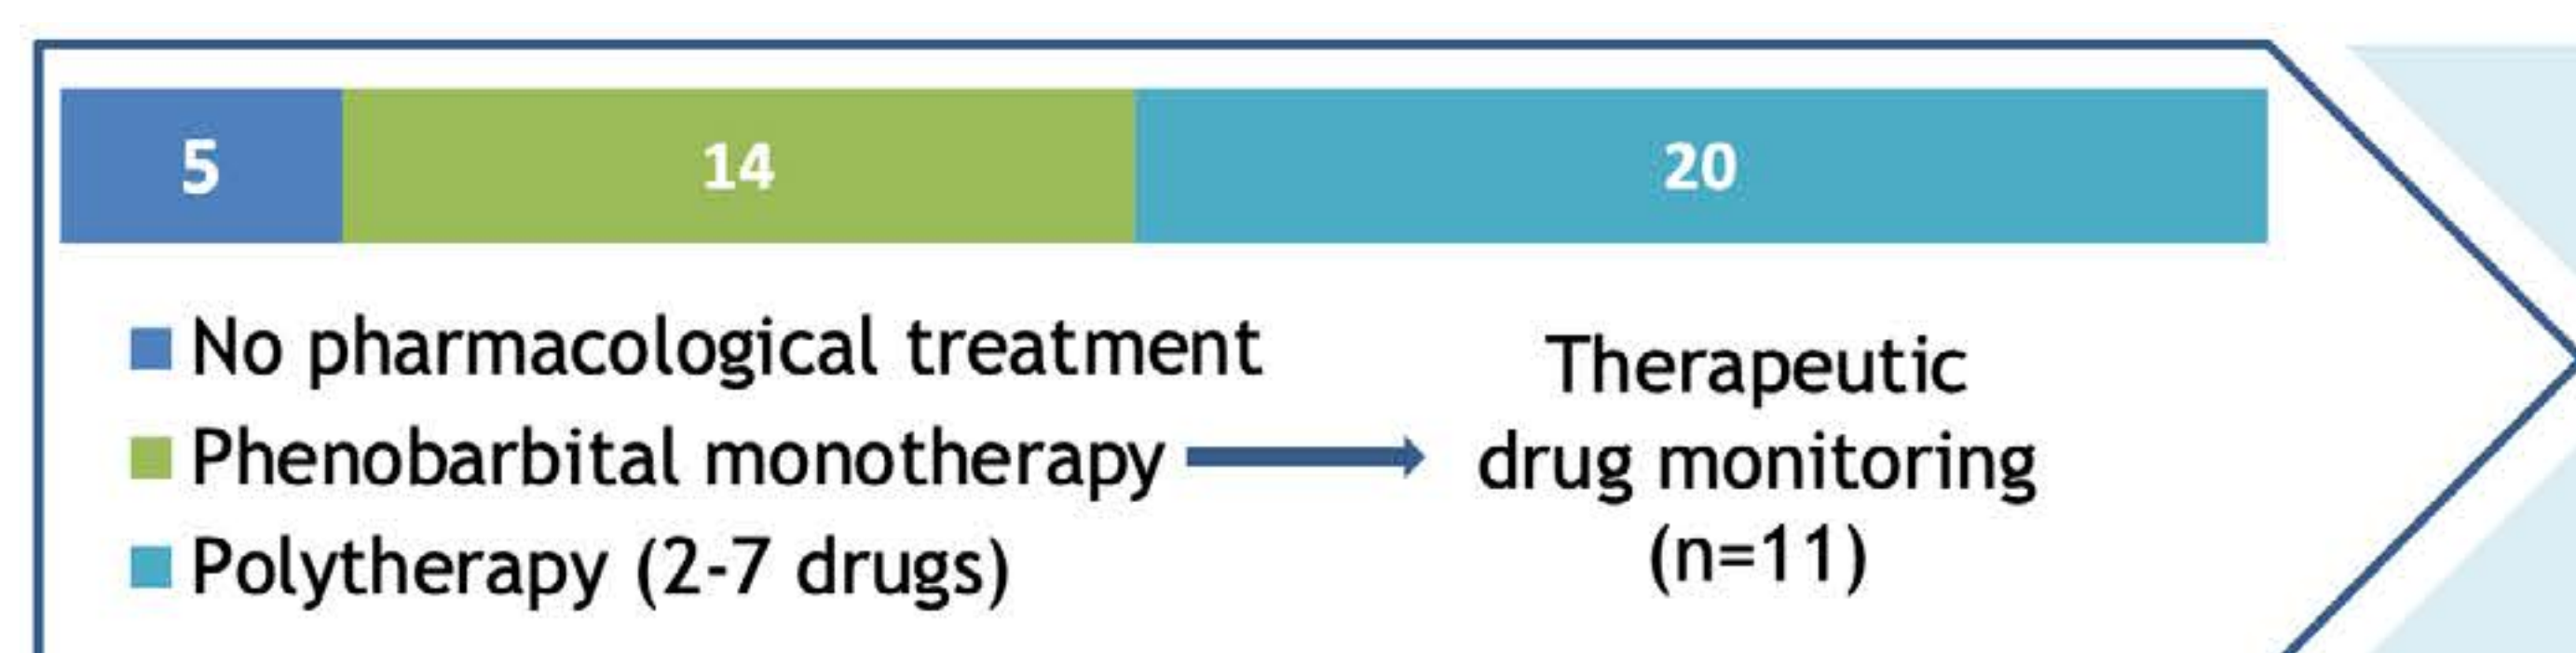 5 14 20
No pharmacological treatment
Phenobarbital monotherapy
Polytherapy (2-7 drugs)
Therapeutic
drug monitoring
(n=11)